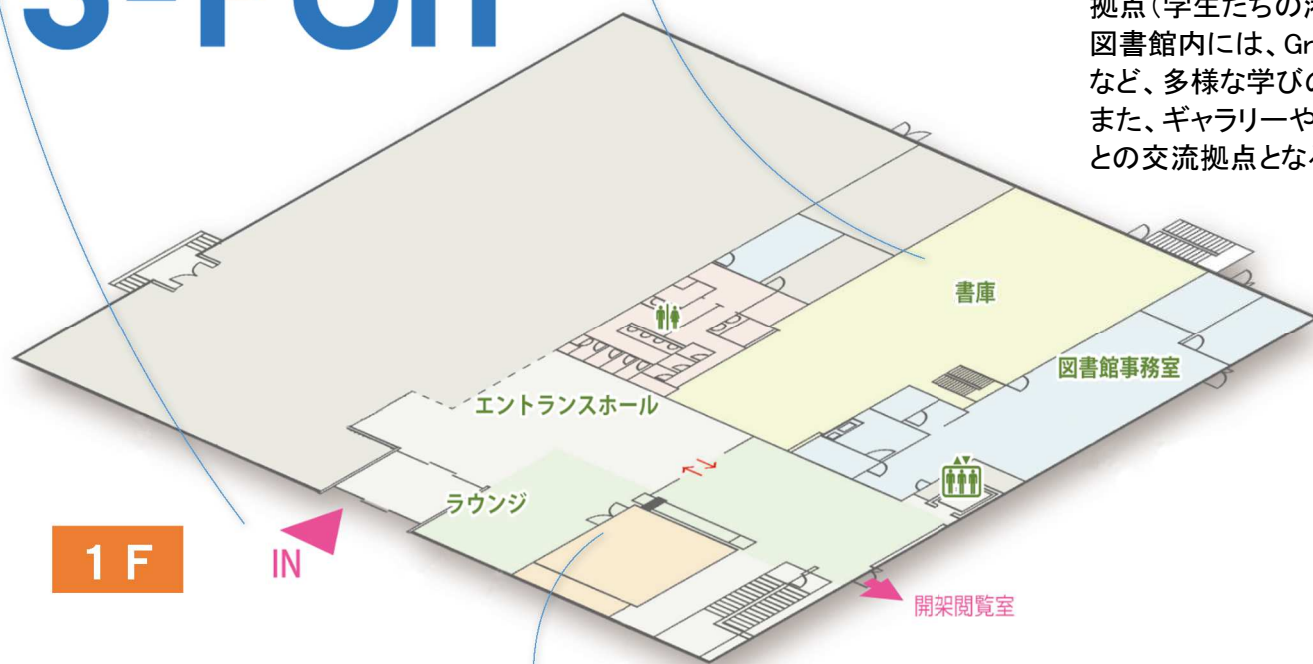 S-Port
拠点(学生たちの
図書館内には、Gr
など、多様な学びの
また、ギャラリーや
との交流拠点とな
書庫
図書館事務室
エントランスホール
ラウンジ
1 F
IN
開架閲覧室